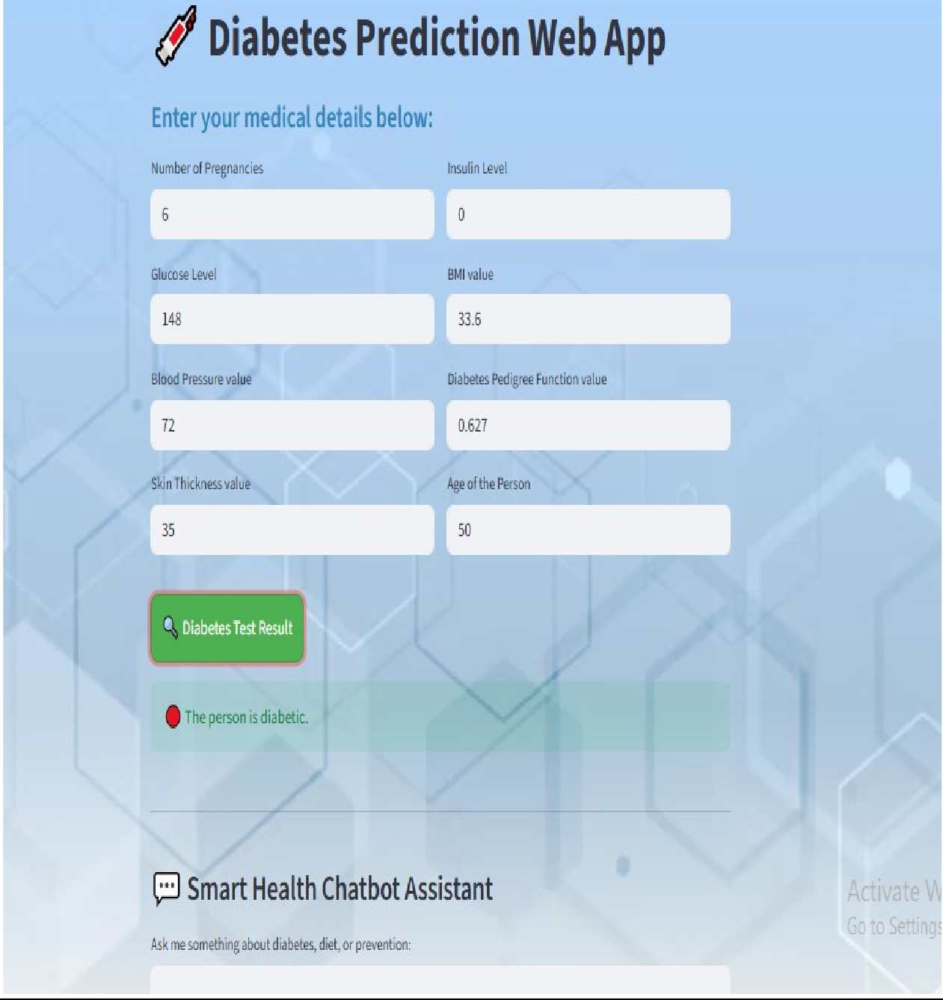 Diabetes Prediction Web App
Enter your medical details below:
Number of Pregnancies
6
Insulin Level
0
Glucose Level
148
BMI value
33.6
Blood Pressure value
72
Diabetes Pedigree Function value
0.627
Skin Thickness value
35
Age of the Person
50
Diabetes Test Result
The person is diabetic.
Smart Health Chatbot Assistant
Ask me something about diabetes, diet, or prevention:
Activate W
Go to Settings